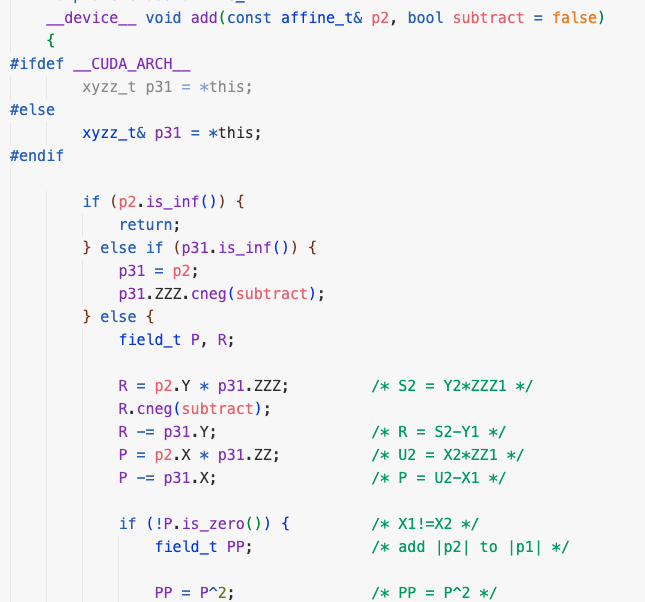 __device__ void add(const affine_t& p2, bool subtract = false)
{
#ifdef __CUDA_ARCH__
xyzz_t p31 = *this;
#else
xyzz_t& p31 = *this;
#endif
if (p2.is_inf()) {
return;
} else if (p31.is_inf()) {
p31 = p2;
p31.ZZZ.cneg(subtract);
} else {
field_t P, R;
R = p2.Y * p31.ZZZ; /* S2 = Y2*ZZZ1 */
R.cneg(subtract);
R -= p31.Y; /* R = S2-Y1 */
P = p2.X * p31.ZZ; /* U2 = X2*ZZ1 */
P -= p31.X; /* P = U2-X1 */
if (!P.is_zero()) { /* X1!=X2 */
field_t PP; /* add |p2| to |p1| */
PP = P^2; /* PP = P^2 */